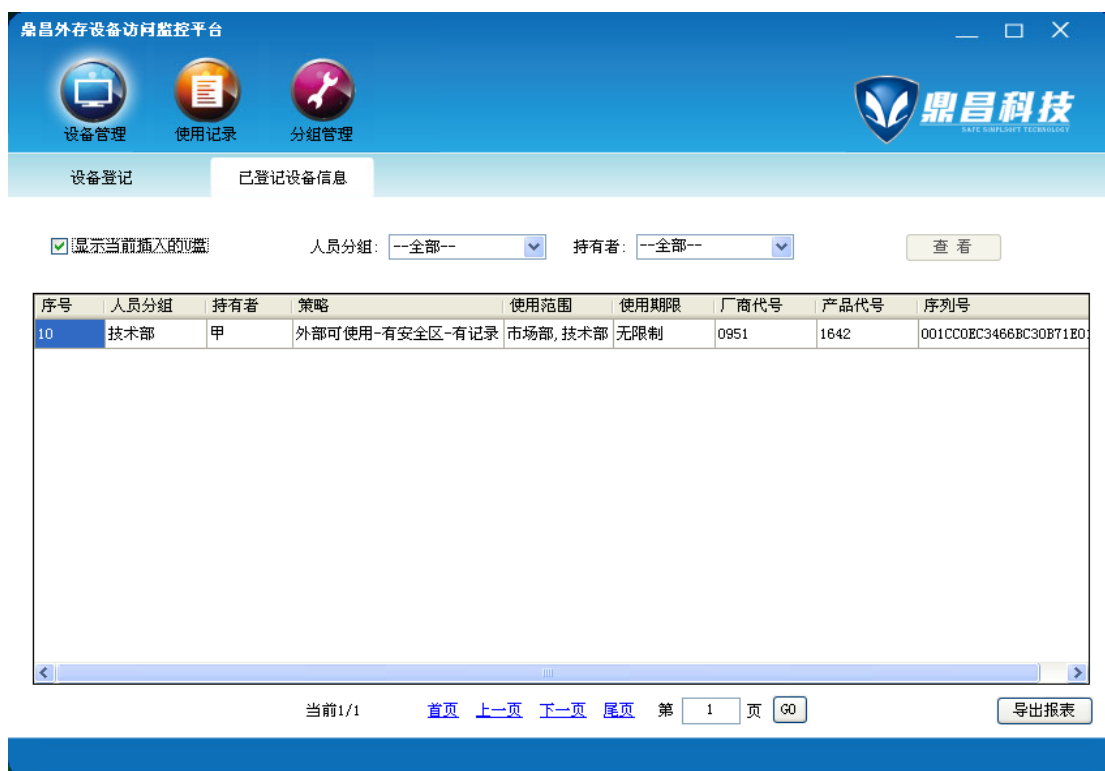 鼎昌外存设备访问监控平台
设备管理 使用记录 分组管理
鼎昌科技
SAFE SIMPLSOFT TECHNOLOGY
设备登记 已登记设备信息
显示当前插入的U盘 人员分组: --全部-- 持有者: --全部-- 查 看
序号 人员分组 持有者 策略 使用范围 使用期限 厂商代号 产品代号 序列号
10 技术部 甲 外部可使用-有安全区-有记录 市场部,技术部 无限制 0951 1642 001CC0EC3466BC30B71E01
当前1/1 首页 上一页 下一页 尾页 第 1 页 GO 导出报表